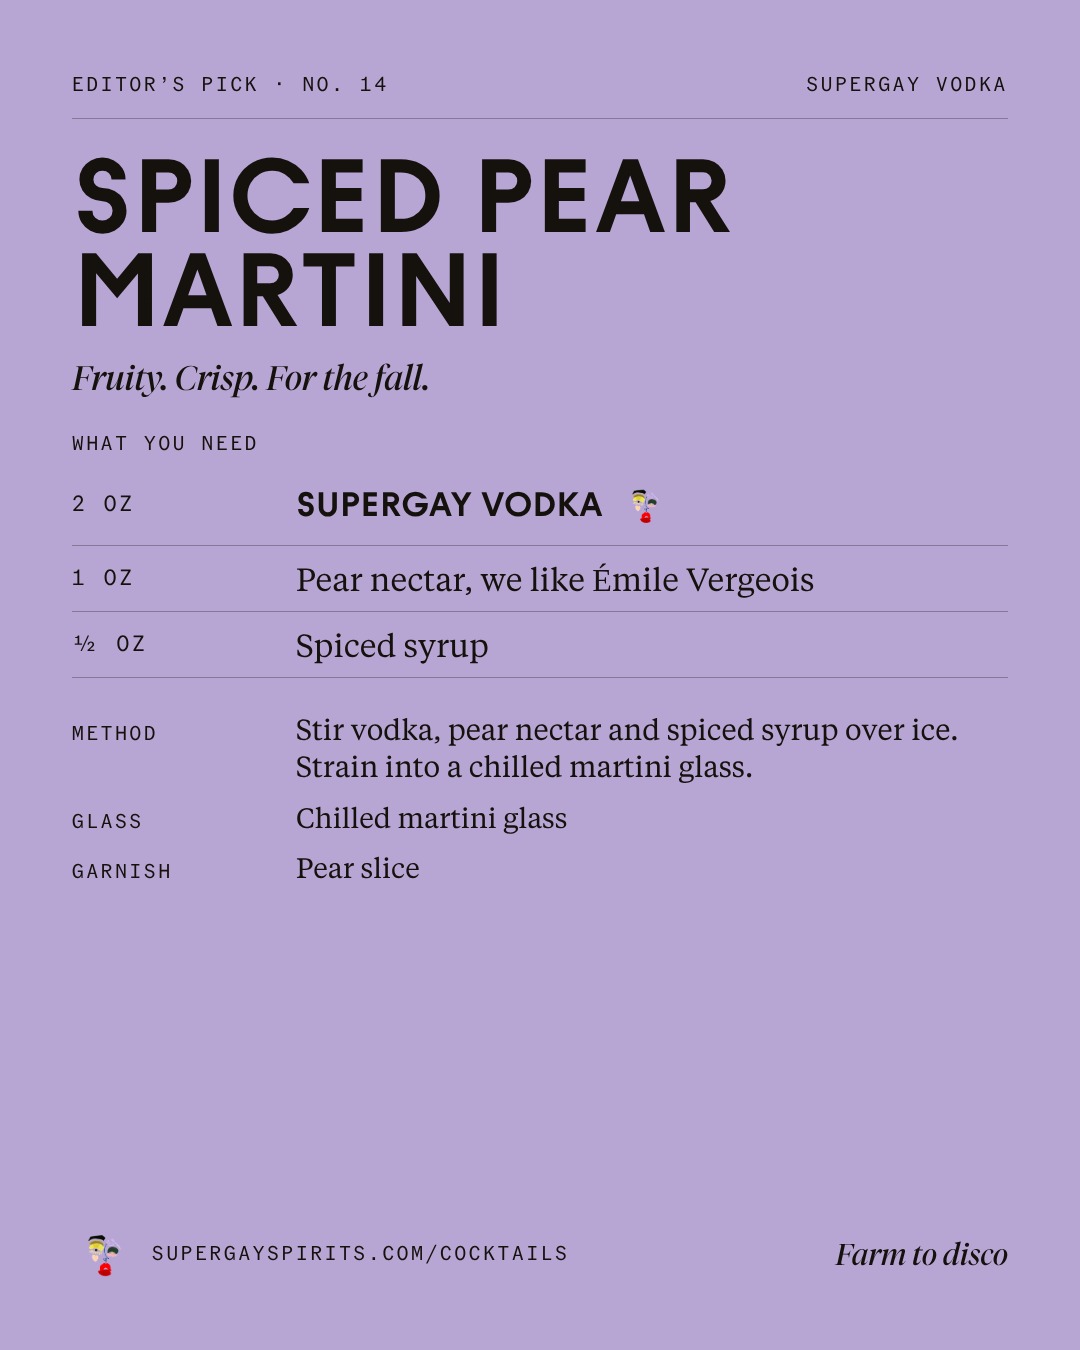 EDITOR’S PICK · NO. 14
SUPERGAY VODKA
SPICED PEAR
MARTINI
Fruity. Crisp. For the fall.
WHAT YOU NEED
2 OZ SUPERGAY VODKA
1 OZ Pear nectar, we like Émile Vergeois
½ OZ Spiced syrup
METHOD Stir vodka, pear nectar and spiced syrup over ice.
Strain into a chilled martini glass.
GLASS Chilled martini glass
GARNISH Pear slice
SUPERGAYSPIRITS.COM/COCKTAILS
Farm to disco